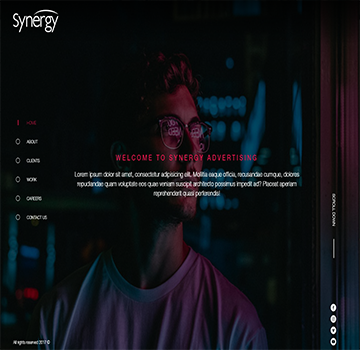 Synergy
HOME
ABOUT
CLIENTS
WORK
CAREERS
CONTACT US
WELCOME TO SYNERGY ADVERTISING
Lorem ipsum dolor sit amet, consectetur adipisicing elit. Mollitia eaque officia, recusandae cumque, dolores
repudiandae quam voluptate eos quae veniam suscipit architecto possimus impedit ad? Placeat aperiam
reprehenderit quasi perferendis!
SCROLL DOWN
All rights reserved 2017 ©